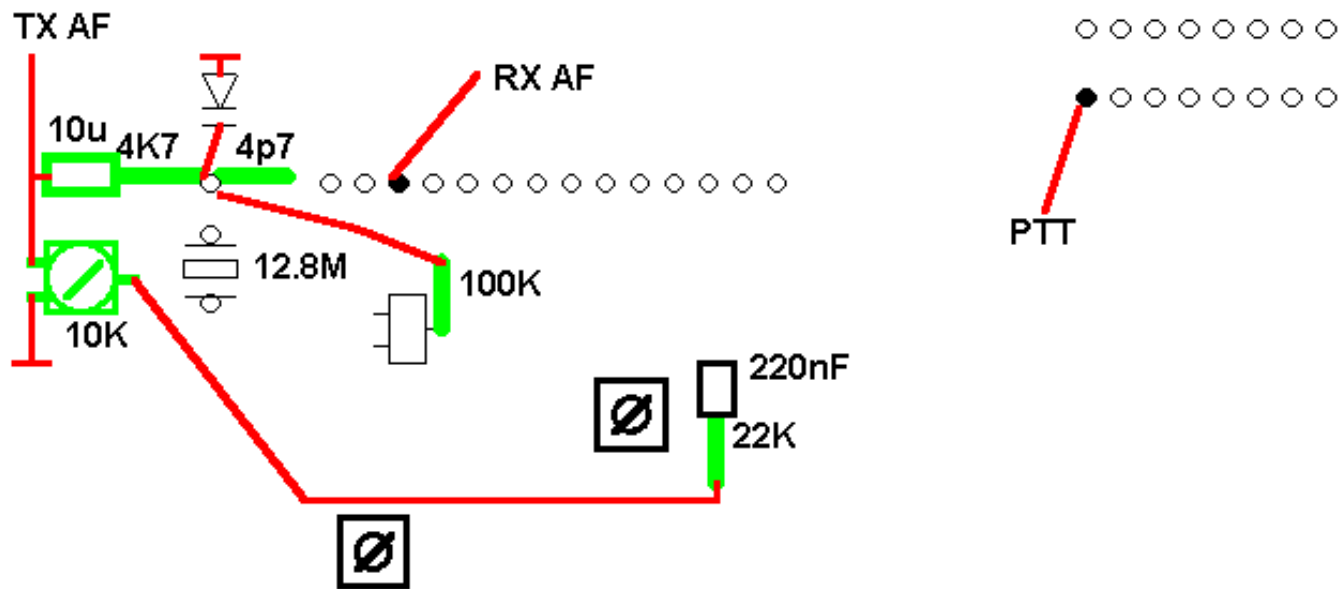 TX AF
RX AF
10u
4K7
4p7
PTT
12.8M
100K
10K
220nF
22K